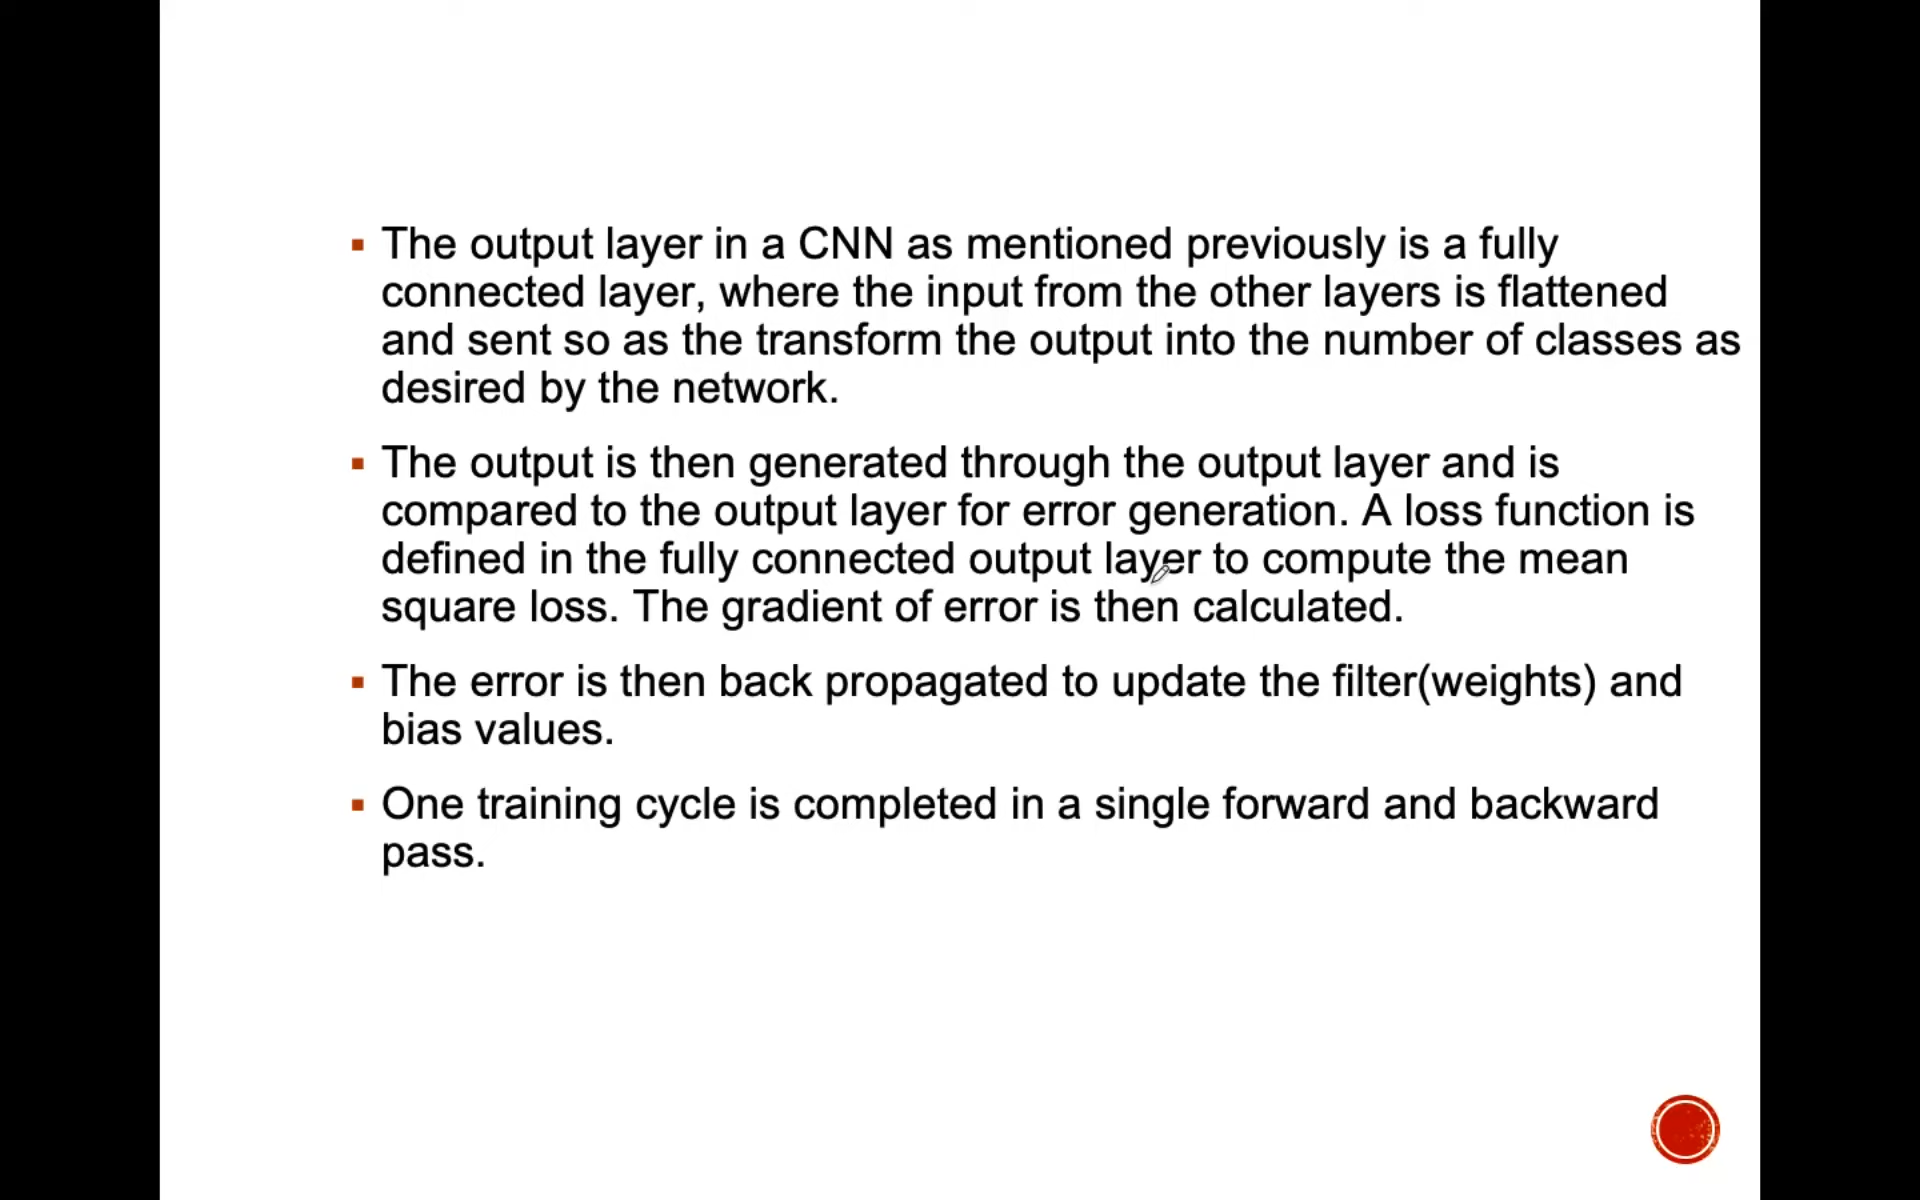 ▪ The output layer in a CNN as mentioned previously is a fully
connected layer, where the input from the other layers is flattened
and sent so as the transform the output into the number of classes as
desired by the network.
▪ The output is then generated through the output layer and is
compared to the output layer for error generation. A loss function is
defined in the fully connected output layer to compute the mean
square loss. The gradient of error is then calculated.
▪ The error is then back propagated to update the filter(weights) and
bias values.
▪ One training cycle is completed in a single forward and backward
pass.